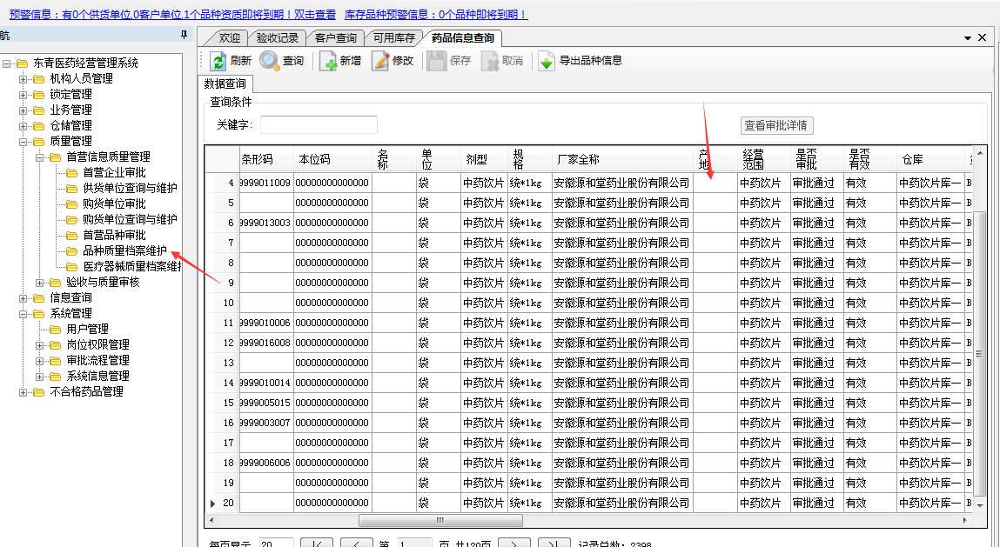 预警信息：有0个供货单位,0客户单位,1个品种资质即将到期！双击查看 库存品种预警信息：0个品种即将到期！
航
东青医药经营管理系统
机构人员管理
锁定管理
业务管理
仓储管理
质量管理
首营信息质量管理
首营企业审批
供货单位查询与维护
购货单位审批
购货单位查询与维护
首营品种审批
品种质量档案维护
医疗器械质量档案维护
验收与质量审核
信息查询
系统管理
用户管理
岗位权限管理
审批流程管理
系统信息管理
不合格药品管理
欢迎 验收记录 客户查询 可用库存 药品信息查询
刷新 查询 新增 修改 保存 取消 导出品种信息
数据查询
查询条件
关键字: 查看审批详情
条形码 本位码 名称 单位 剂型 规格 厂家全称 产地 经营范围 是否审批 是否有效 仓库
4 9999011009 00000000000000 袋 中药饮片 统*1kg 安徽源和堂药业股份有限公司 中药饮片 审批通过 有效 中药饮片库一 B
5 00000000000000 袋 中药饮片 统*1kg 安徽源和堂药业股份有限公司 中药饮片 审批通过 有效 中药饮片库一 B
6 9999013003 00000000000000 袋 中药饮片 统*1kg 安徽源和堂药业股份有限公司 中药饮片 审批通过 有效 中药饮片库一 B
7 00000000000000 袋 中药饮片 统*1kg 安徽源和堂药业股份有限公司 中药饮片 审批通过 有效 中药饮片库一 B
8 00000000000000 袋 中药饮片 统*1kg 安徽源和堂药业股份有限公司 中药饮片 审批通过 有效 中药饮片库一 B
9 00000000000000 袋 中药饮片 统*1kg 安徽源和堂药业股份有限公司 中药饮片 审批通过 有效 中药饮片库一 B
10 00000000000000 袋 中药饮片 统*1kg 安徽源和堂药业股份有限公司 中药饮片 审批通过 有效 中药饮片库一 B
11 9999010006 00000000000000 袋 中药饮片 统*1kg 安徽源和堂药业股份有限公司 中药饮片 审批通过 有效 中药饮片库一 B
12 9999016008 00000000000000 袋 中药饮片 统*1kg 安徽源和堂药业股份有限公司 中药饮片 审批通过 有效 中药饮片库一 B
13 00000000000000 袋 中药饮片 统*1kg 安徽源和堂药业股份有限公司 中药饮片 审批通过 有效 中药饮片库一 B
14 9999010014 00000000000000 袋 中药饮片 统*1kg 安徽源和堂药业股份有限公司 中药饮片 审批通过 有效 中药饮片库一 B
15 9999005015 00000000000000 袋 中药饮片 统*1kg 安徽源和堂药业股份有限公司 中药饮片 审批通过 有效 中药饮片库一 B
16 9999003007 00000000000000 袋 中药饮片 统*1kg 安徽源和堂药业股份有限公司 中药饮片 审批通过 有效 中药饮片库一 B
17 00000000000000 袋 中药饮片 统*1kg 安徽源和堂药业股份有限公司 中药饮片 审批通过 有效 中药饮片库一 B
18 9999006006 00000000000000 袋 中药饮片 统*1kg 安徽源和堂药业股份有限公司 中药饮片 审批通过 有效 中药饮片库一 B
19 00000000000000 袋 中药饮片 统*1kg 安徽源和堂药业股份有限公司 中药饮片 审批通过 有效 中药饮片库一 B
20 00000000000000 袋 中药饮片 统*1kg 安徽源和堂药业股份有限公司 中药饮片 审批通过 有效 中药饮片库一 B
每页显示 20 |< < 第 1 页 共120页 > >| 记录总数: 2398